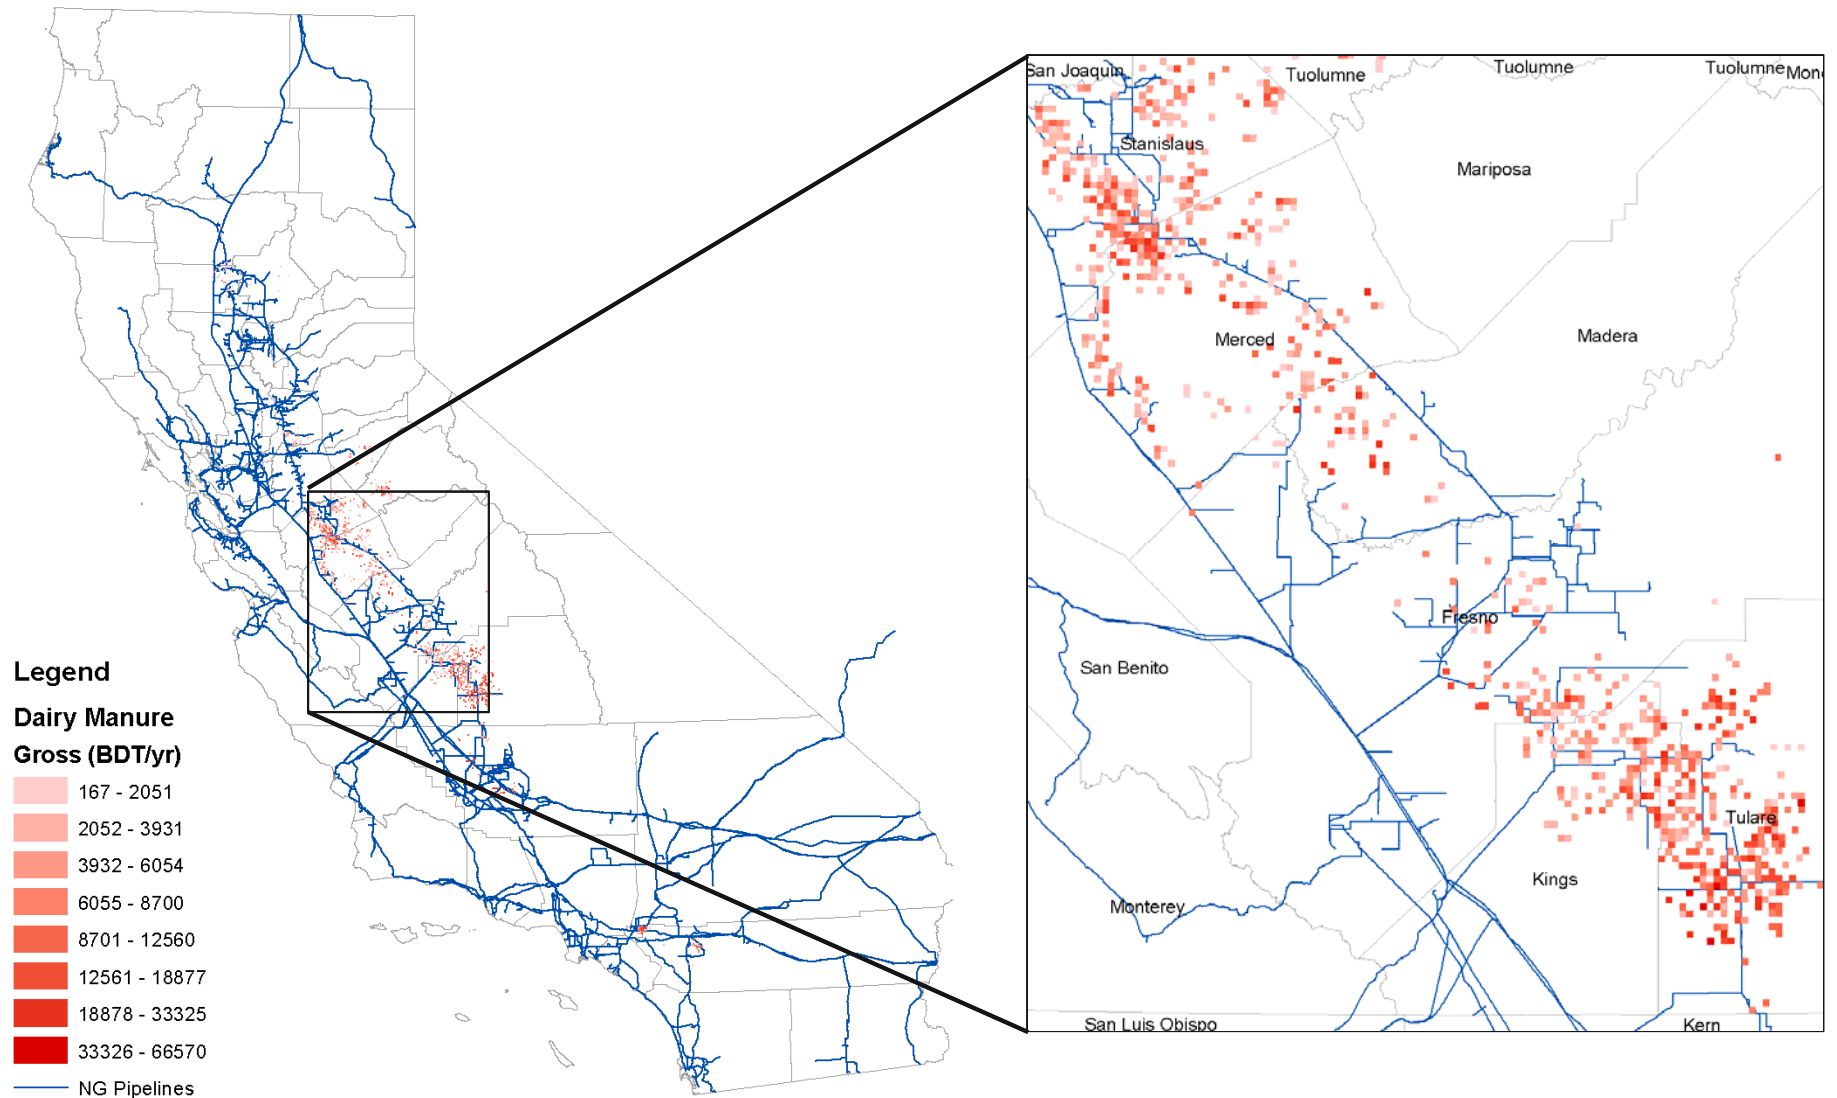 San Joaquin
Tuolumne
Tuolumne
Tuolumne
Mon
Stanislaus
Mariposa
Merced
Madera
Fresno
San Benito
Tulare
Kings
Monterey
San Luis Obispo
Kern
Legend
Dairy Manure
Gross (BDT/yr)
167 - 2051
2052 - 3931
3932 - 6054
6055 - 8700
8701 - 12560
12561 - 18877
18878 - 33325
33326 - 66570
NG Pipelines